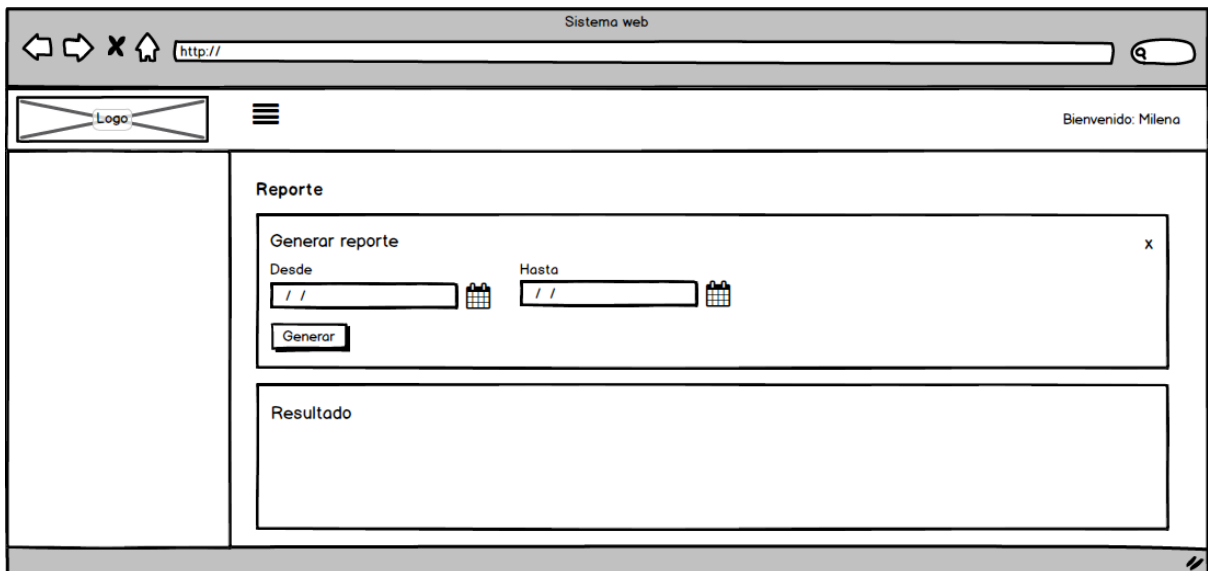 Sistema web
http://
Logo
Bienvenido: Milena
Reporte
Generar reporte
x
Desde
Hasta
/ /
/ /
Generar
Resultado